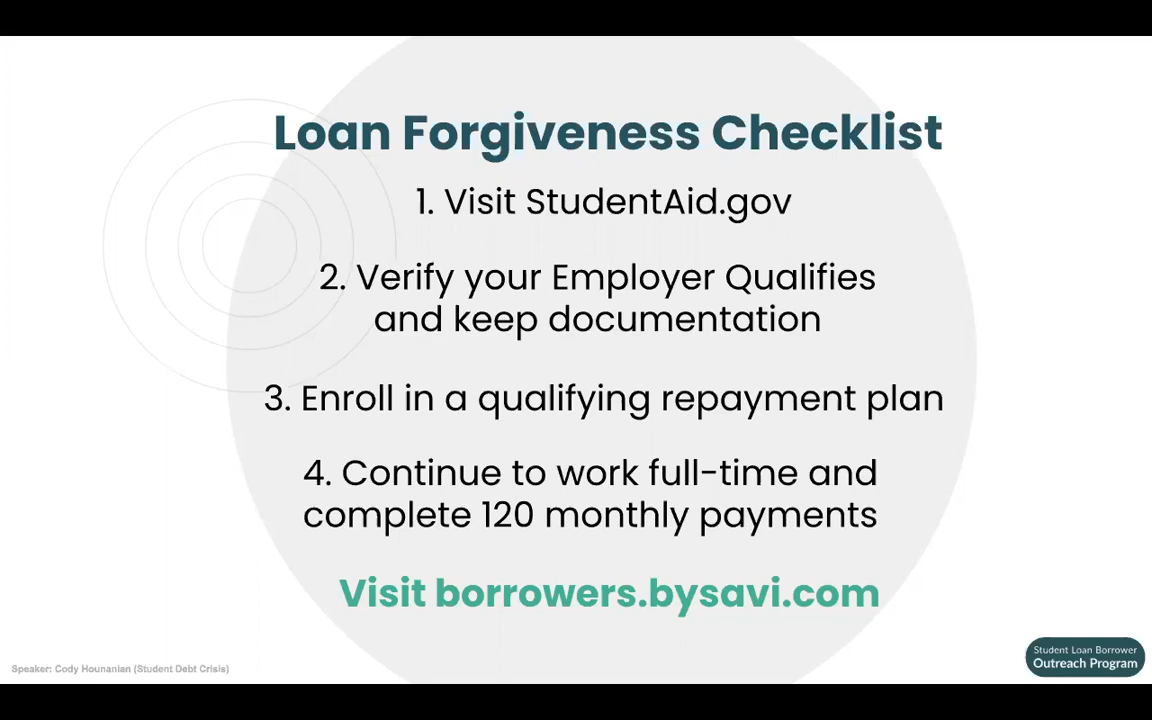 Loan Forgiveness Checklist
1. Visit StudentAid.gov
2. Verify your Employer Qualifies
and keep documentation
3. Enroll in a qualifying repayment plan
4. Continue to work full-time and
complete 120 monthly payments
Visit borrowers.bysavi.com
Speaker: Cody Hounanian (Student Debt Crisis)
Student Loan Borrower
Outreach Program